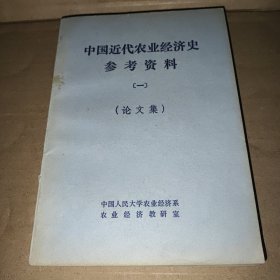 中国近代农业经济史
参考资料
〔一〕
（论文集）
中国人民大学农业经济系
农业经济教研室